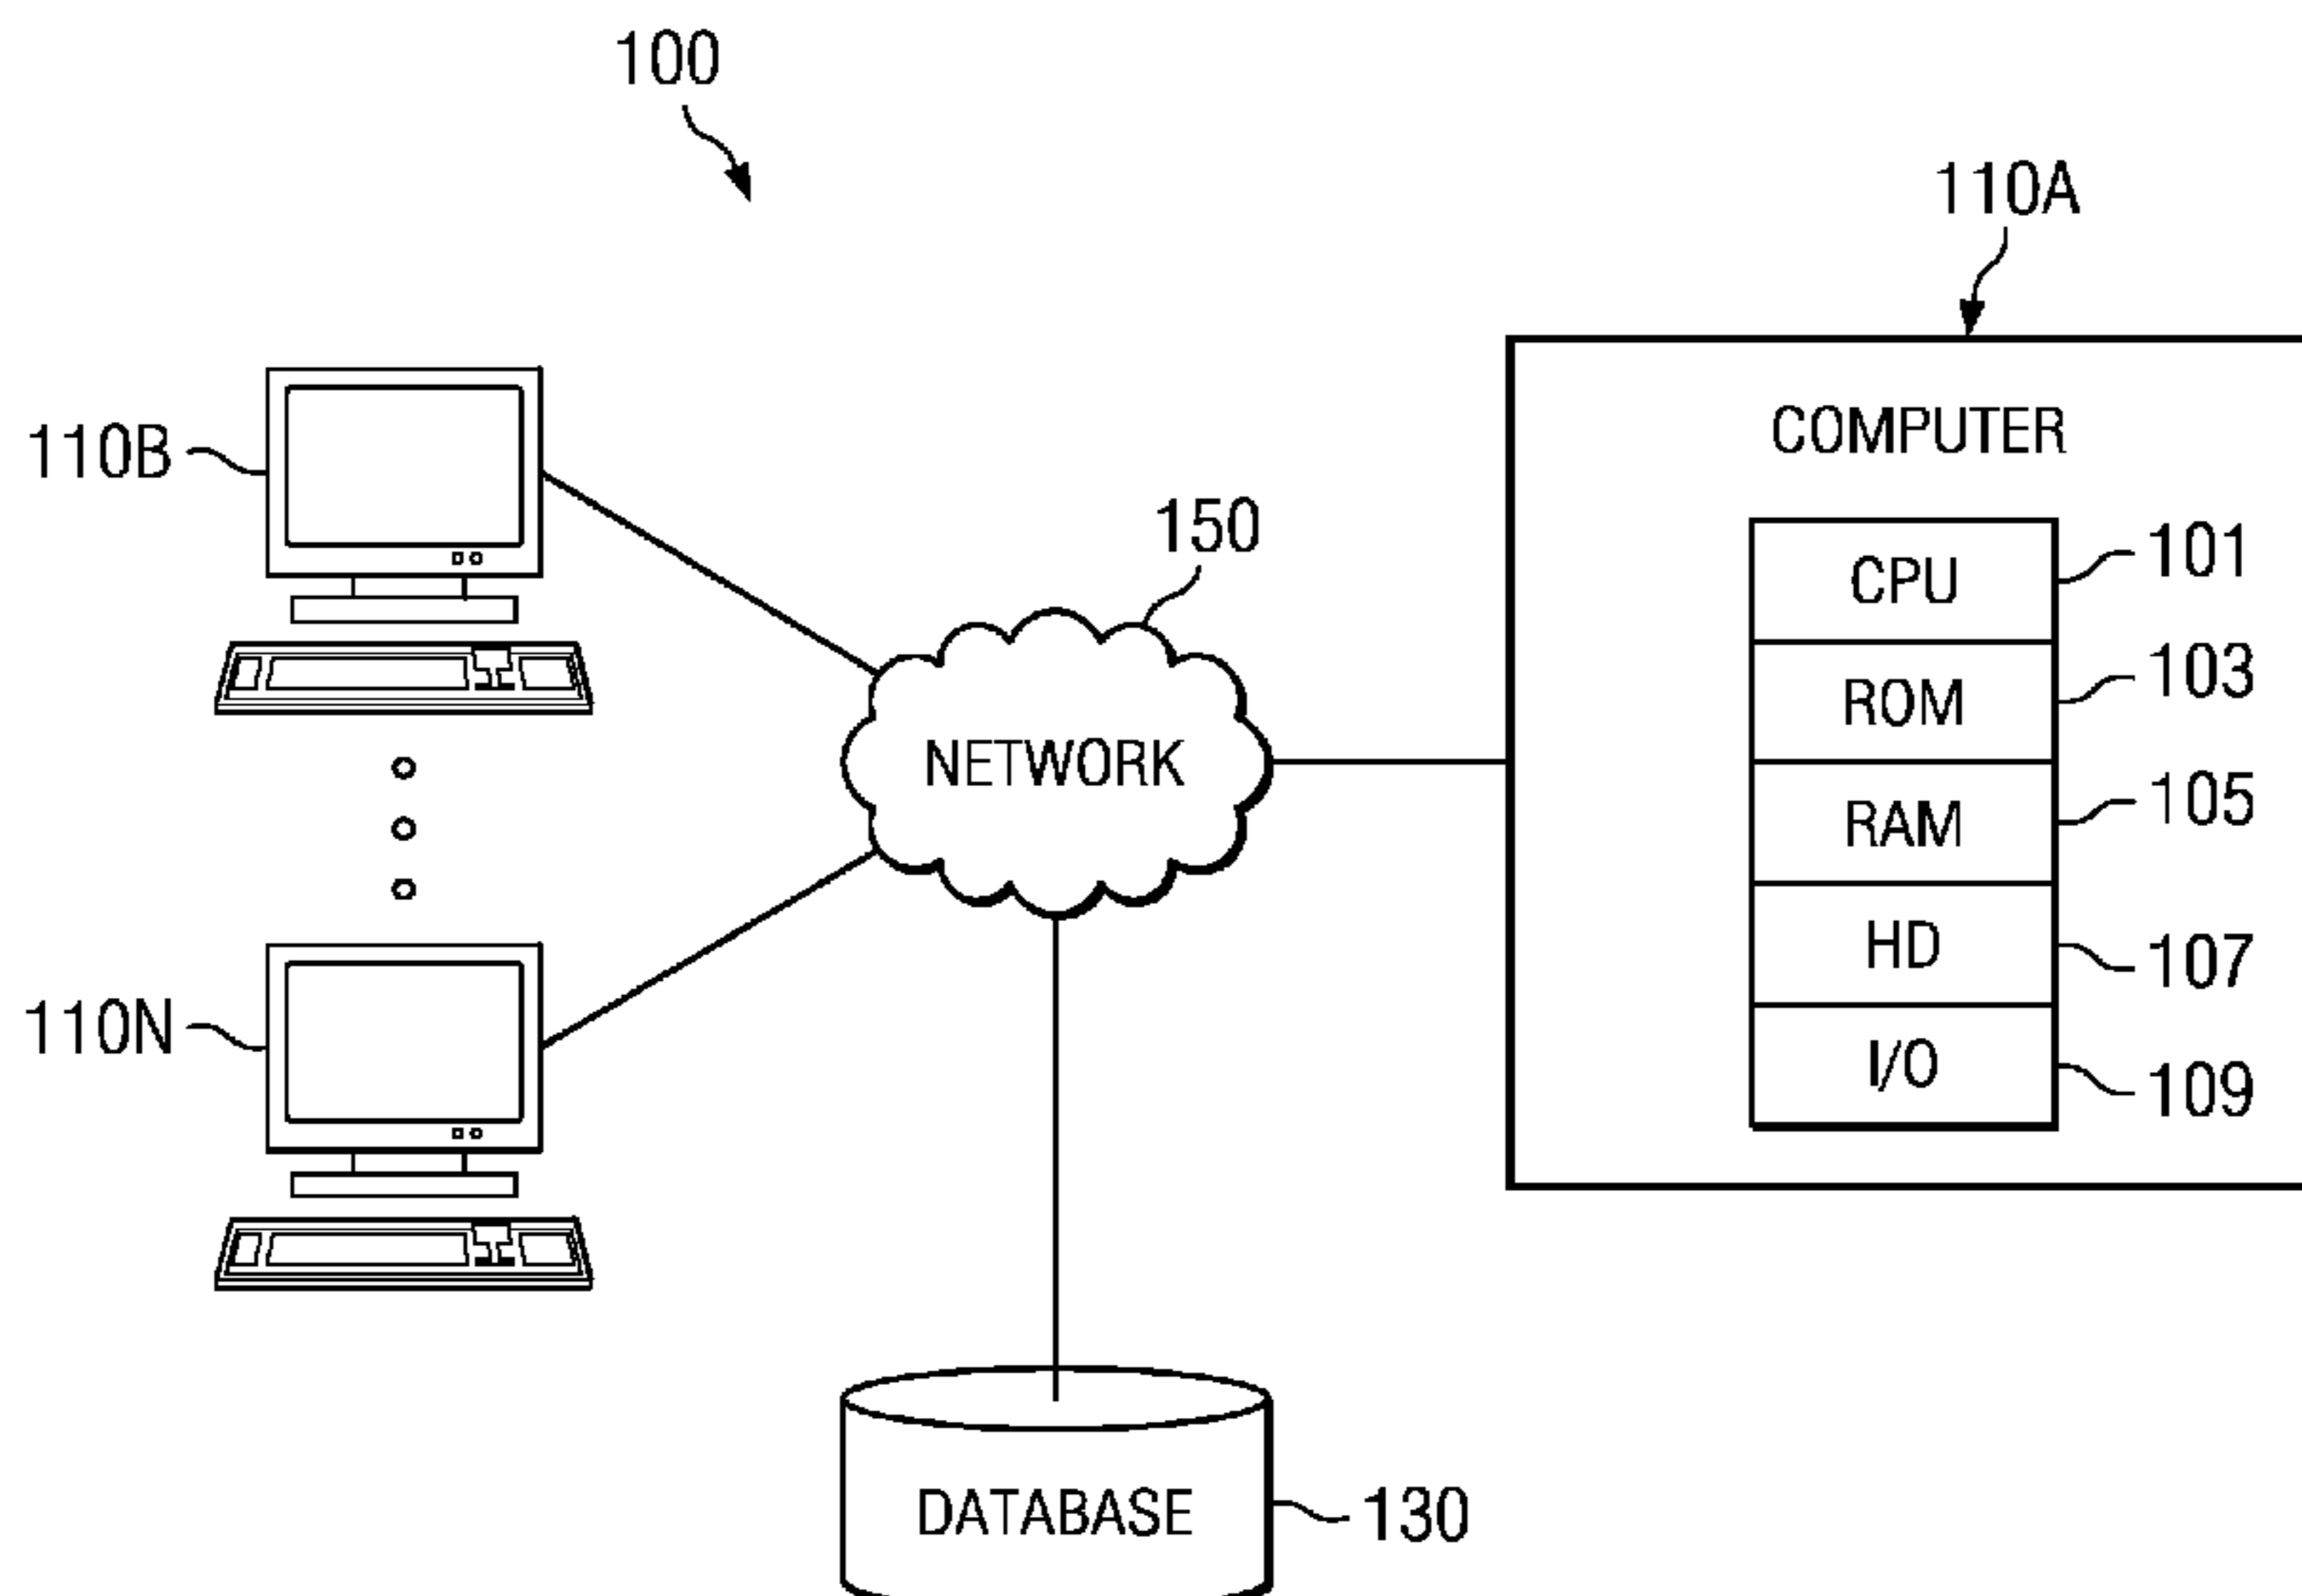 100
110A
COMPUTER
110B
150
CPU
101
ROM
103
NETWORK
RAM
105
HD
107
110N
I/O
109
DATABASE
130